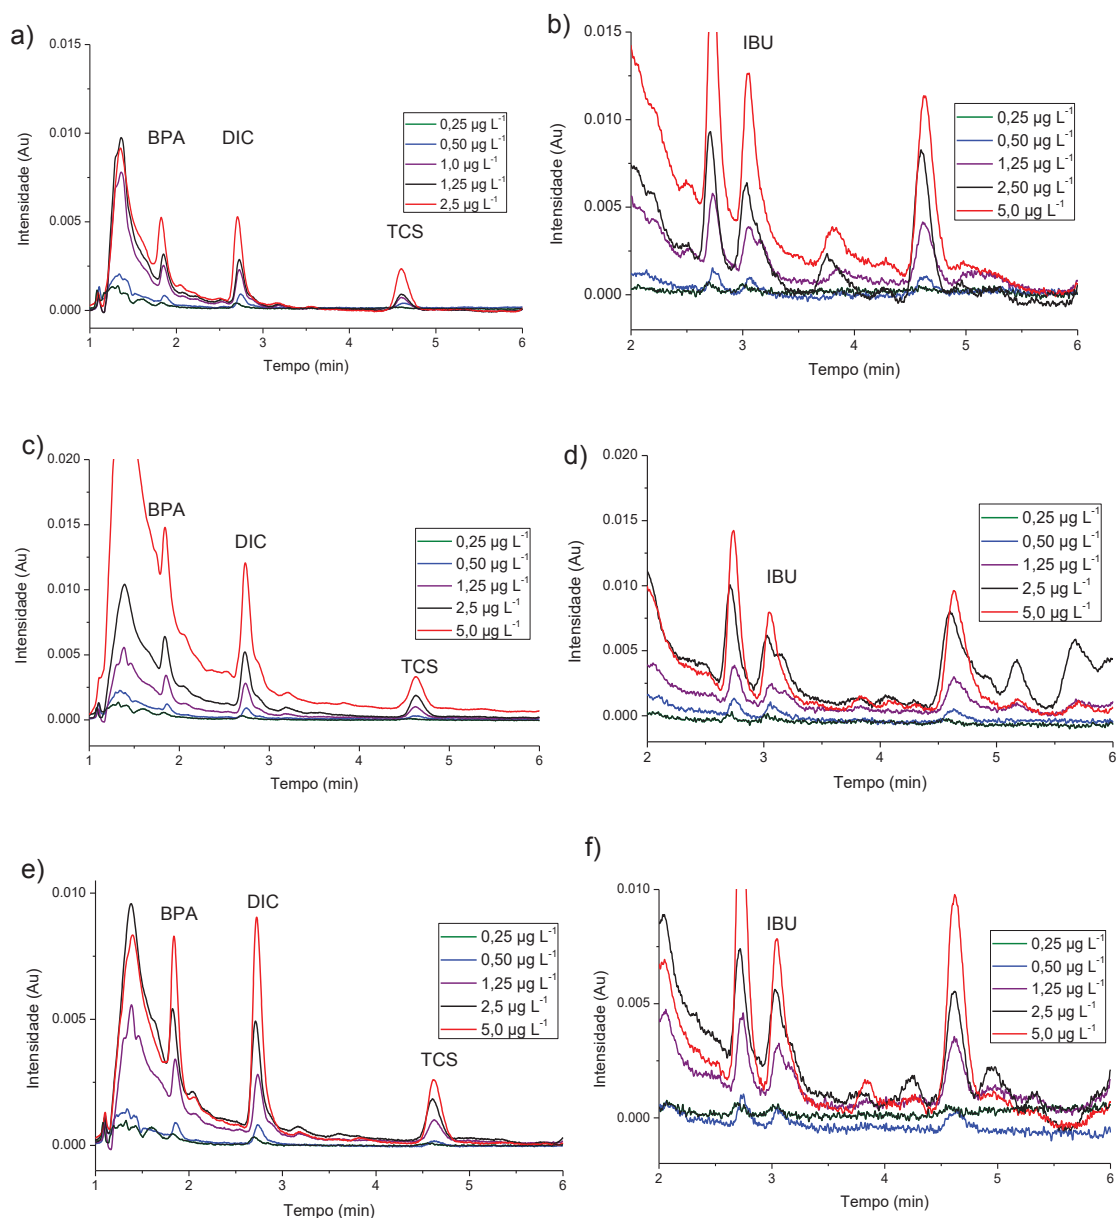 a)
0.015
0.010
0.005
0.000
Intensidade (Au)
BPA
DIC
TCS
0,25 µg L⁻¹
0,50 µg L⁻¹
1,0 µg L⁻¹
1,25 µg L⁻¹
2,5 µg L⁻¹
1 2 3 4 5 6
Tempo (min)
b)
0.015
0.010
0.005
0.000
Intensidade (Au)
IBU
0,25 µg L⁻¹
0,50 µg L⁻¹
1,25 µg L⁻¹
2,50 µg L⁻¹
5,0 µg L⁻¹
2 3 4 5 6
Tempo (min)
c)
0.020
0.015
0.010
0.005
0.000
Intensidade (Au)
BPA
DIC
TCS
0,25 µg L⁻¹
0,50 µg L⁻¹
1,25 µg L⁻¹
2,5 µg L⁻¹
5,0 µg L⁻¹
1 2 3 4 5 6
Tempo (min)
d)
0.020
0.015
0.010
0.005
0.000
Intensidade (Au)
IBU
0,25 µg L⁻¹
0,50 µg L⁻¹
1,25 µg L⁻¹
2,5 µg L⁻¹
5,0 µg L⁻¹
2 3 4 5 6
Tempo (min)
e)
0.010
0.005
0.000
Intensidade (Au)
BPA
DIC
TCS
0,25 µg L⁻¹
0,50 µg L⁻¹
1,25 µg L⁻¹
2,5 µg L⁻¹
5,0 µg L⁻¹
1 2 3 4 5 6
Tempo (min)
f)
0.010
0.005
0.000
Intensidade (Au)
IBU
0,25 µg L⁻¹
0,50 µg L⁻¹
1,25 µg L⁻¹
2,5 µg L⁻¹
5,0 µg L⁻¹
2 3 4 5 6
Tempo (min)